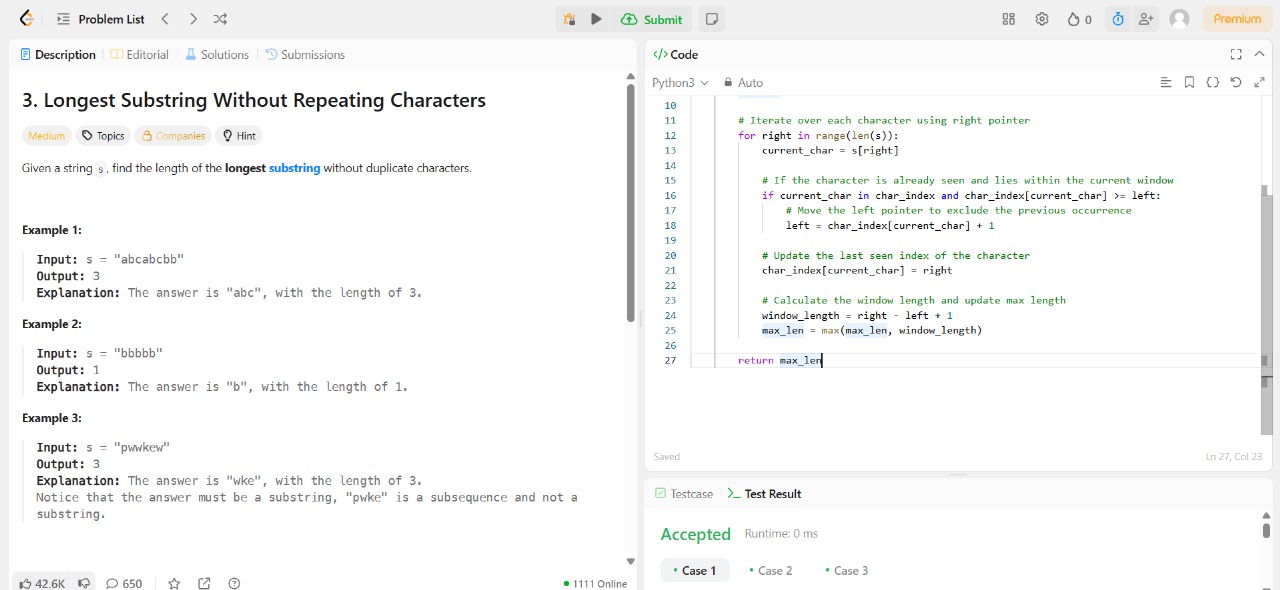 Problem List
Submit
0
Premium
Description
Editorial
Solutions
Submissions
3. Longest Substring Without Repeating Characters
Medium
Topics
Companies
Hint
Given a string s, find the length of the longest substring without duplicate characters.
Example 1:
Input: s = "abcabcbb"
Output: 3
Explanation: The answer is "abc", with the length of 3.
Example 2:
Input: s = "bbbbb"
Output: 1
Explanation: The answer is "b", with the length of 1.
Example 3:
Input: s = "pwwkew"
Output: 3
Explanation: The answer is "wke", with the length of 3.
Notice that the answer must be a substring, "pwke" is a subsequence and not a
substring.
42.6K
650
1111 Online
</> Code
Python3
Auto
10
11 # Iterate over each character using right pointer
12 for right in range(len(s)):
13 current_char = s[right]
14
15 # If the character is already seen and lies within the current window
16 if current_char in char_index and char_index[current_char] >= left:
17 # Move the left pointer to exclude the previous occurrence
18 left = char_index[current_char] + 1
19
20 # Update the last seen index of the character
21 char_index[current_char] = right
22
23 # Calculate the window length and update max length
24 window_length = right - left + 1
25 max_len = max(max_len, window_length)
26
27 return max_len
Saved
Ln 27, Col 23
Testcase
Test Result
Accepted
Runtime: 0 ms
Case 1
Case 2
Case 3